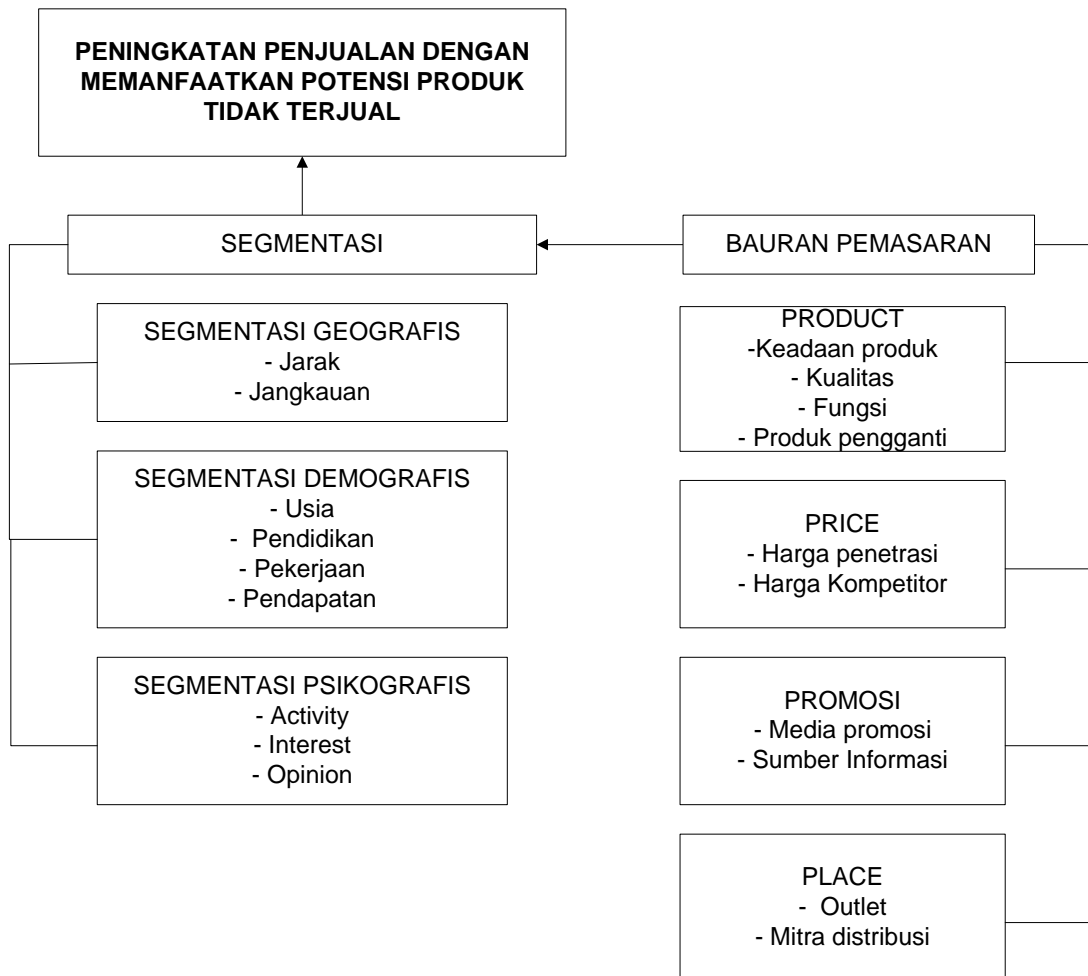 PENINGKATAN PENJUALAN DENGAN
MEMANFAATKAN POTENSI PRODUK
TIDAK TERJUAL
SEGMENTASI
BAURAN PEMASARAN
SEGMENTASI GEOGRAFIS
- Jarak
- Jangkauan
SEGMENTASI DEMOGRAFIS
- Usia
- Pendidikan
- Pekerjaan
- Pendapatan
SEGMENTASI PSIKOGRAFIS
- Activity
- Interest
- Opinion
PRODUCT
-Keadaan produk
- Kualitas
- Fungsi
- Produk pengganti
PRICE
- Harga penetrasi
- Harga Kompetitor
PROMOSI
- Media promosi
- Sumber Informasi
PLACE
- Outlet
- Mitra distribusi